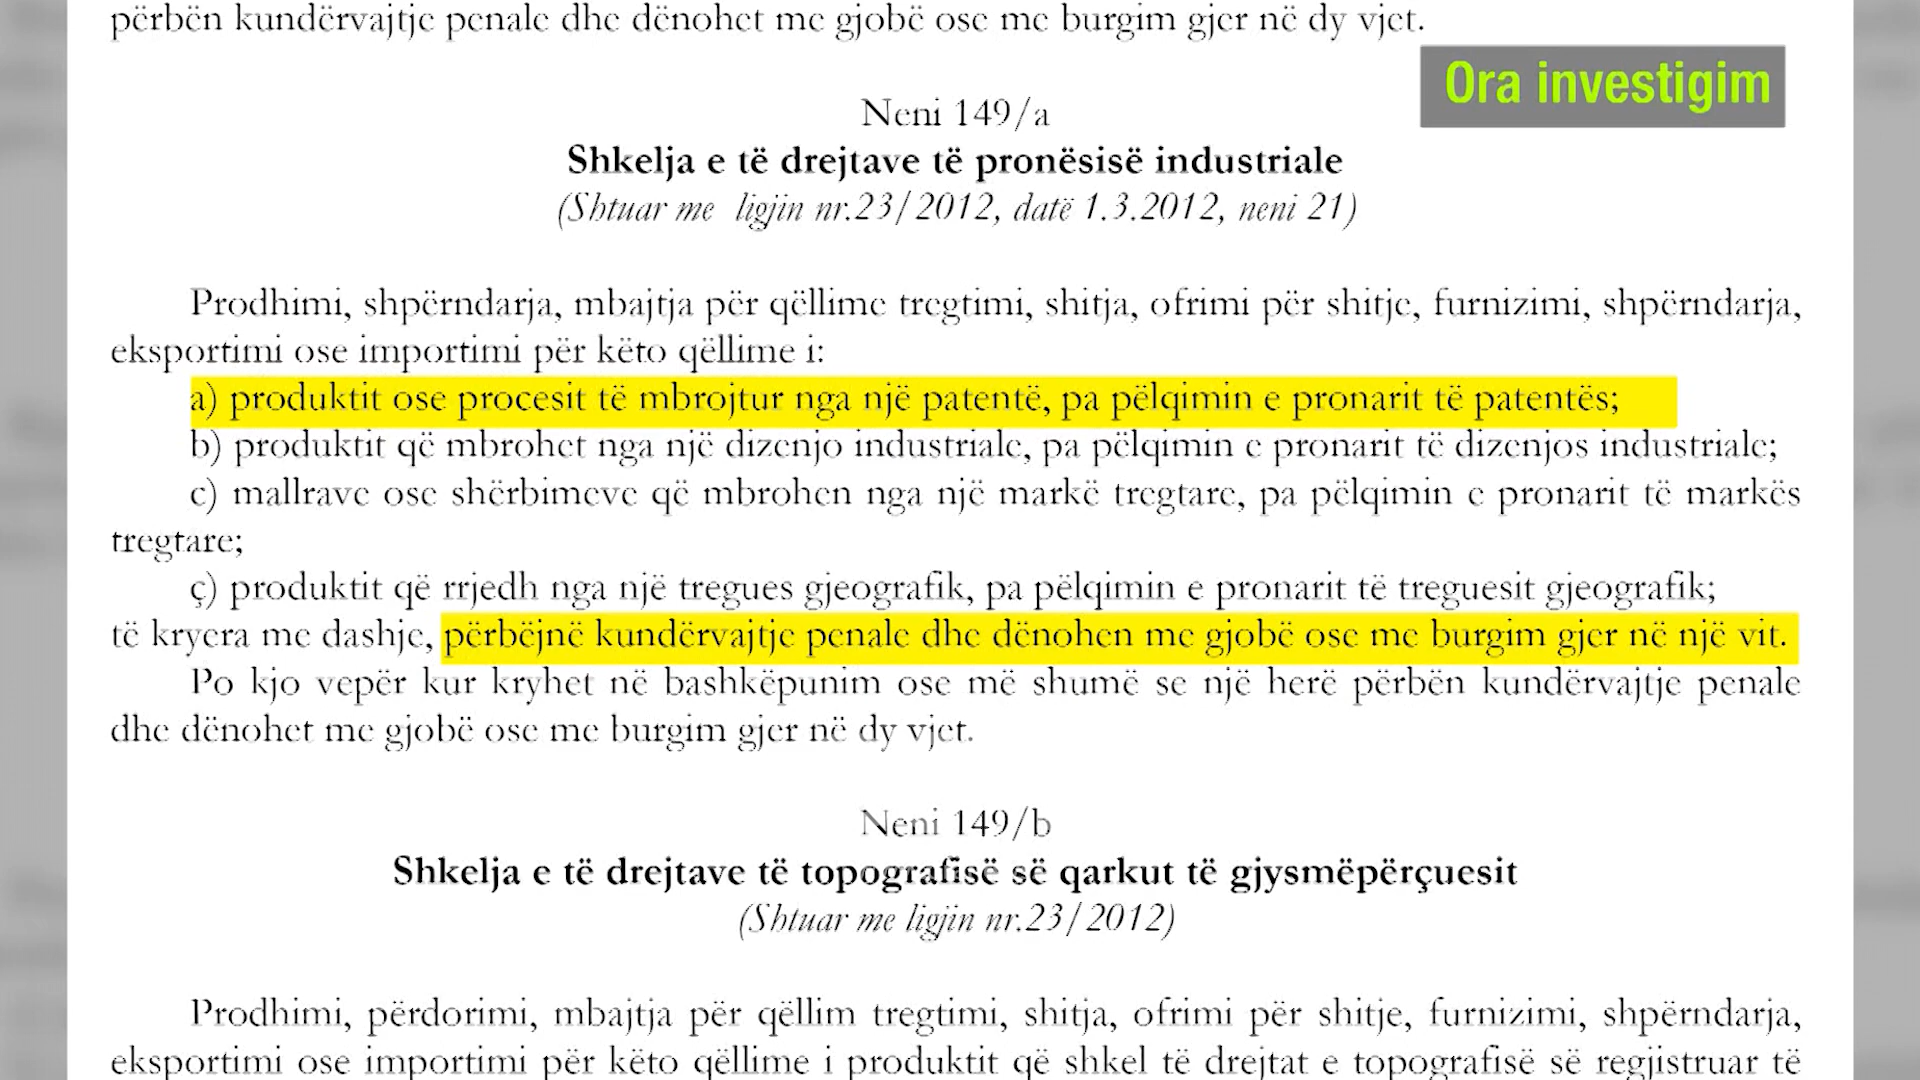 përbën kundërvajtje penale dhe dënohet me gjobë ose me burgim gjer në dy vjet.
Ora investigim
Neni 149/a
Shkelja e të drejtave të pronësisë industriale
(Shtuar me ligjin nr.23/2012, datë 1.3.2012, neni 21)
Prodhimi, shpërndarja, mbajtja për qëllime tregtimi, shitja, ofrimi për shitje, furnizimi, shpërndarja,
eksportimi ose importimi për këto qëllime i:
a) produktit ose procesit të mbrojtur nga një patentë, pa pëlqimin e pronarit të patentës;
b) produktit që mbrohet nga një dizenjo industriale, pa pëlqimin e pronarit të dizenjos industriale;
c) mallrave ose shërbimeve që mbrohen nga një markë tregtare, pa pëlqimin e pronarit të markës
tregtare;
ç) produktit që rrjedh nga një tregues gjeografik, pa pëlqimin e pronarit të treguesit gjeografik;
të kryera me dashje, përbëjnë kundërvajtje penale dhe dënohen me gjobë ose me burgim gjer në një vit.
Po kjo vepër kur kryhet në bashkëpunim ose më shumë se një herë përbën kundërvajtje penale
dhe dënohet me gjobë ose me burgim gjer në dy vjet.
Neni 149/b
Shkelja e të drejtave të topografisë së qarkut të gjysmëpërçuesit
(Shtuar me ligjin nr.23/2012)
Prodhimi, përdorimi, mbajtja për qëllim tregtimi, shitja, ofrimi për shitje, furnizimi, shpërndarja,
eksportimi ose importimi për këto qëllime i produktit që shkel të drejtat e topografisë së regjistruar të